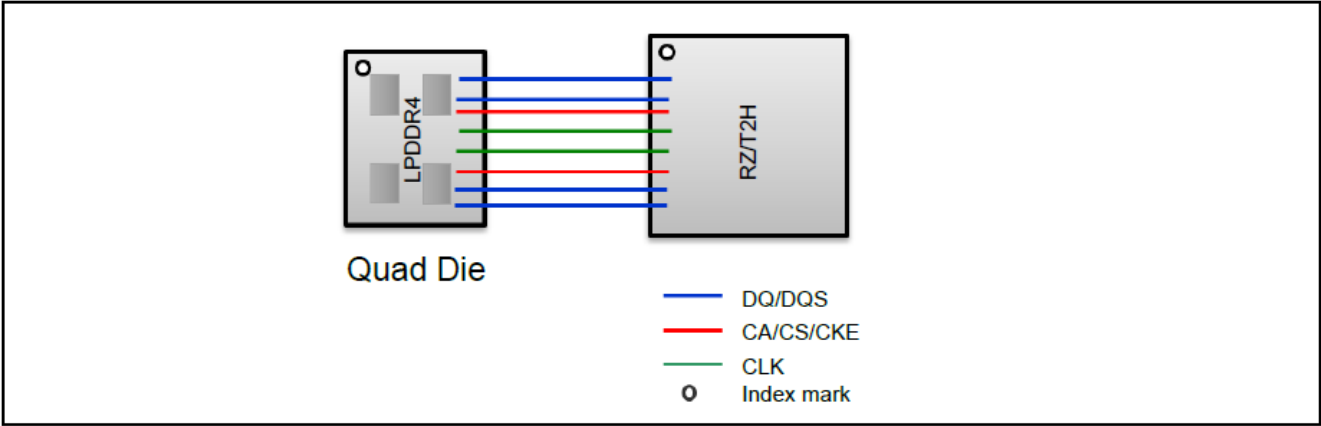 LPDDR4
RZ/T2H
Quad Die
DQ/DQS
CA/CS/CKE
CLK
Index mark